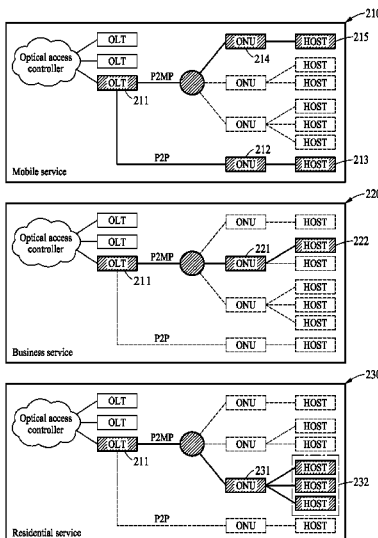 210
OLT
ONU
HOST
215
Optical access
controller
OLT
214
HOST
P2MP
OLT
ONU
HOST
211
HOST
ONU
HOST
HOST
212
P2P
ONU
HOST
213
Mobile service
220
OLT
ONU
HOST
Optical access
controller
OLT
221
HOST
222
P2MP
OLT
ONU
HOST
211
HOST
ONU
HOST
HOST
P2P
ONU
HOST
Business service
230
OLT
ONU
HOST
Optical access
controller
OLT
HOST
P2MP
OLT
ONU
HOST
211
231
HOST
ONU
HOST
232
HOST
P2P
ONU
HOST
Residential service